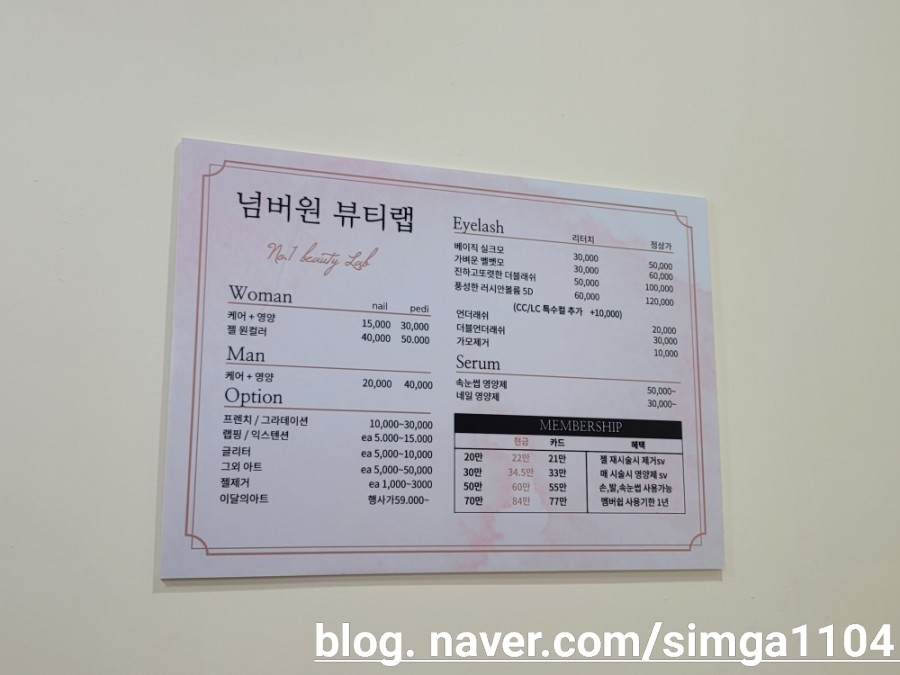 넘버원 뷰티랩
No.1 beauty Lab
Woman nail pedi
케어 + 영양 15,000 30,000
젤 원컬러 40,000 50.000
Man
케어 + 영양 20,000 40,000
Option
프렌치 / 그라데이션 10,000~30,000
랩핑 / 익스텐션 ea 5.000~15.000
글리터 ea 5,000~10,000
그외 아트 ea 5,000~50,000
젤제거 ea 1,000~3000
이달의아트 행사가59.000~
Eyelash 리터치 정상가
베이직 실크모 30,000 50,000
가벼운 벨벳모 30,000 60,000
진하고또렷한 더블래쉬 50,000 100,000
풍성한 러시안볼륨 5D 60,000 120,000
(CC/LC 특수컬 추가 +10,000)
언더래쉬 20,000
더블언더래쉬 30,000
가모제거 10,000
Serum
속눈썹 영양제 50,000~
네일 영양제 30,000~
MEMBERSHIP
현금 카드 혜택
20만 22만 21만 젤 재시술시 제거sv
30만 34.5만 33만 매 시술시 영양제 sv
50만 60만 55만 손,발,속눈썹 사용가능
70만 84만 77만 멤버쉽 사용기한 1년
blog. naver.com/simga1104